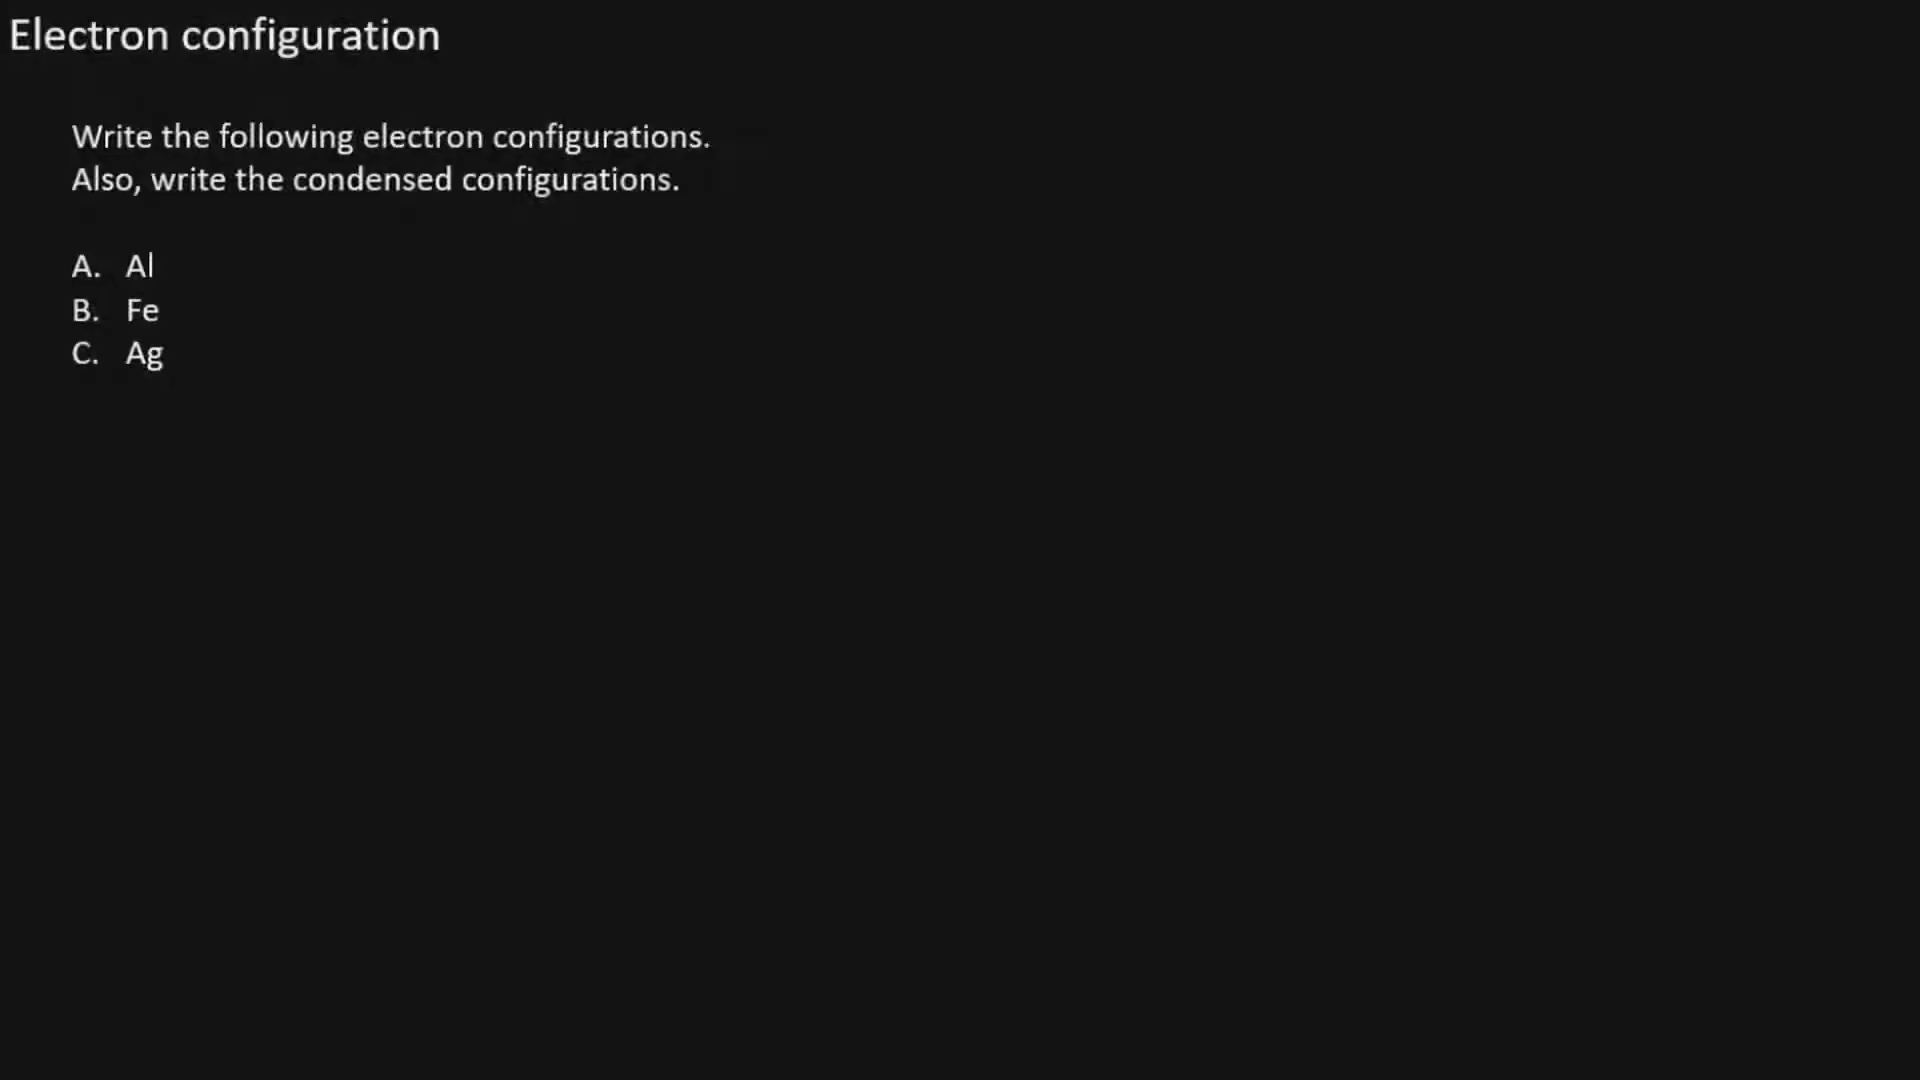 Electron configuration
Write the following electron configurations.
Also, write the condensed configurations.
A. Al
B. Fe
C. Ag